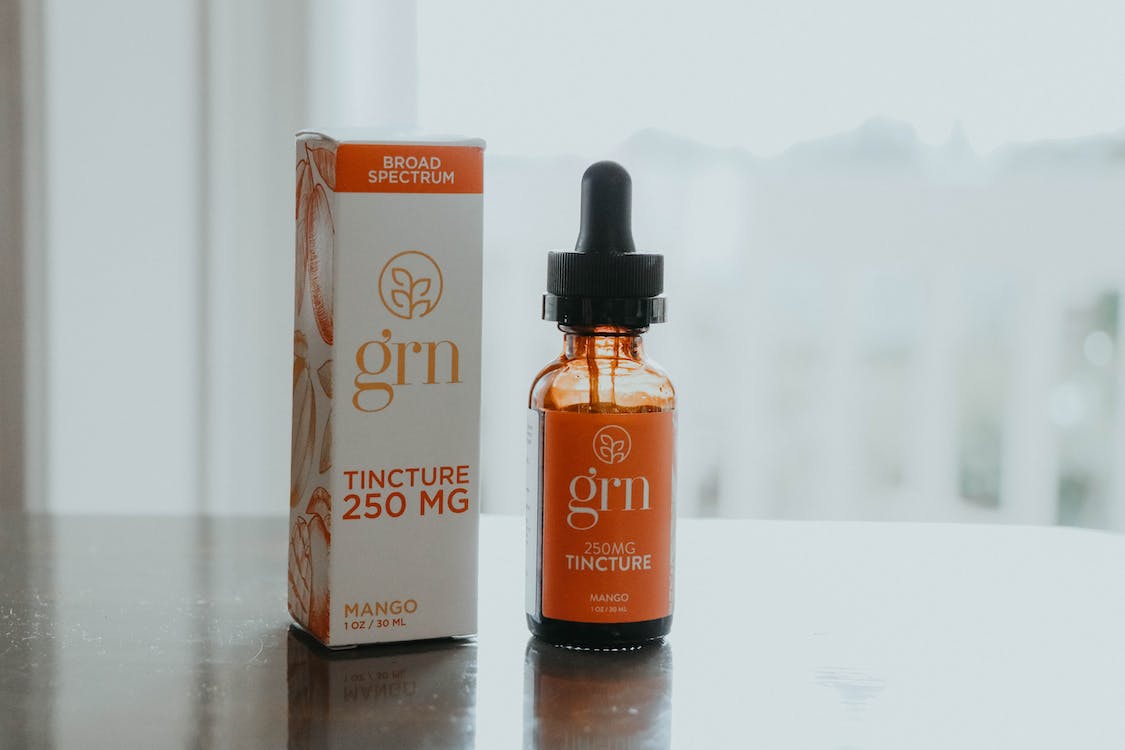 BROAD
SPECTRUM
grn
TINCTURE
250 MG
MANGO
1 OZ / 30 ML
grn
250MG
TINCTURE
MANGO
1 OZ / 30 ML